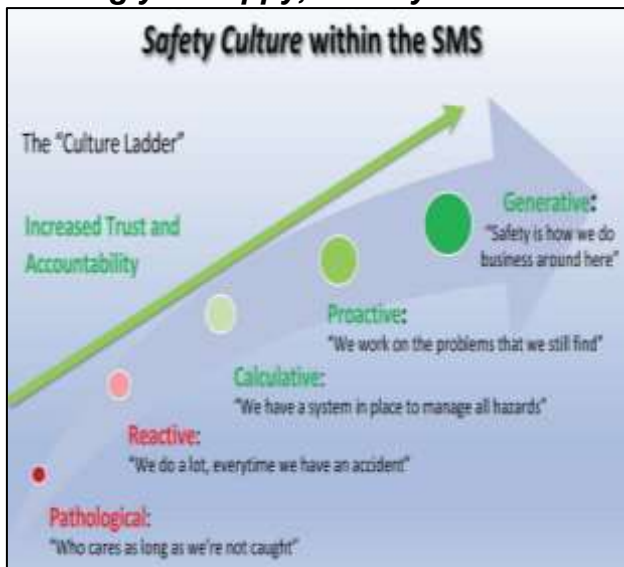 Safety Culture within the SMS
The "Culture Ladder"
Increased Trust and
Accountability
Generative:
"Safety is how we do
business around here"
Proactive:
"We work on the problems that we still find"
Calculative:
"We have a system in place to manage all hazards"
Reactive:
"We do a lot, everytime we have an accident"
Pathological:
"Who cares as long as we're not caught"